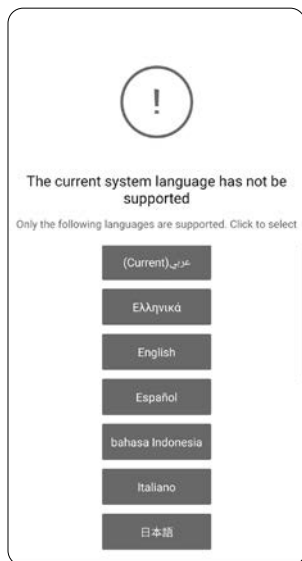 !
The current system language has not be
supported
Only the following languages are supported. Click to select
عربي(Current)
Ελληνικά
English
Español
bahasa Indonesia
Italiano
日本語